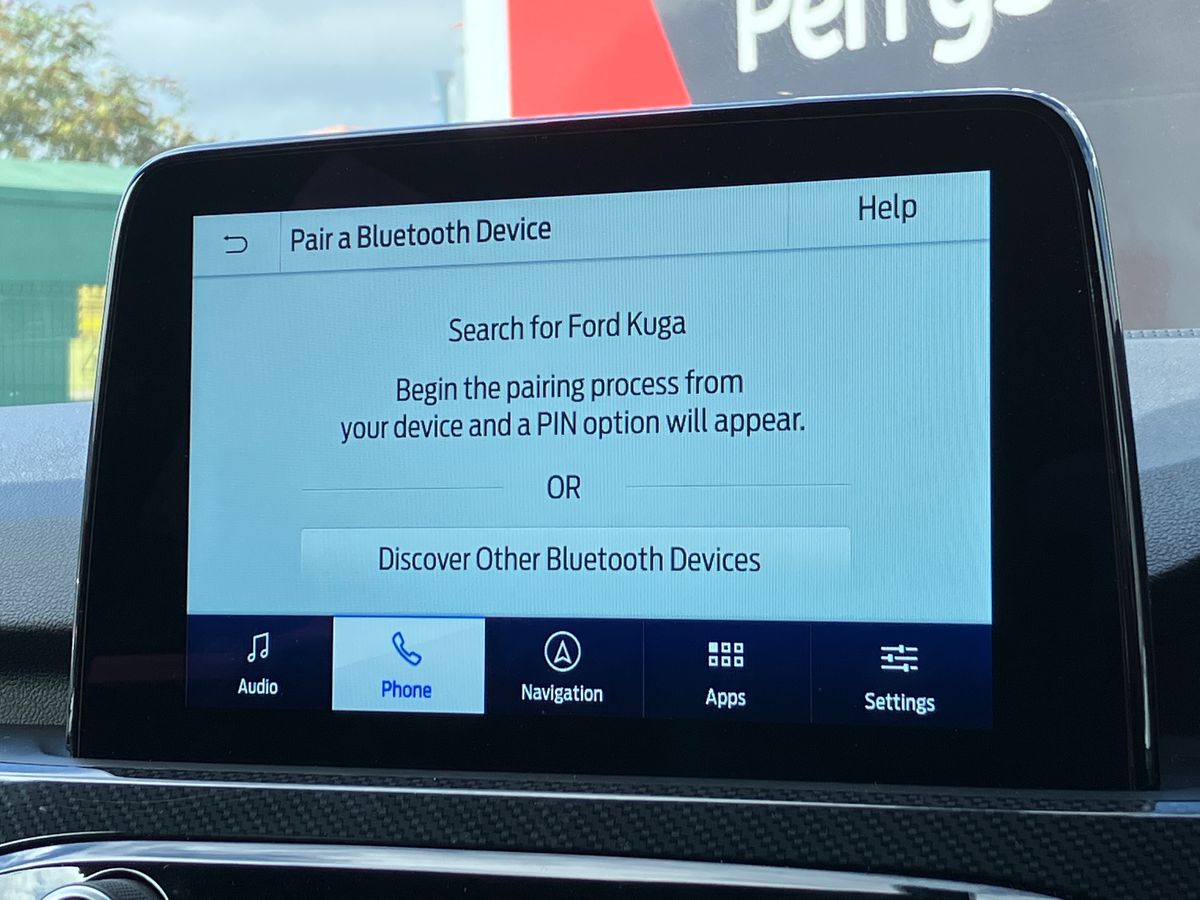 Perrys
Pair a Bluetooth Device
Help
Search for Ford Kuga
Begin the pairing process from
your device and a PIN option will appear.
OR
Discover Other Bluetooth Devices
Audio
Phone
Navigation
Apps
Settings